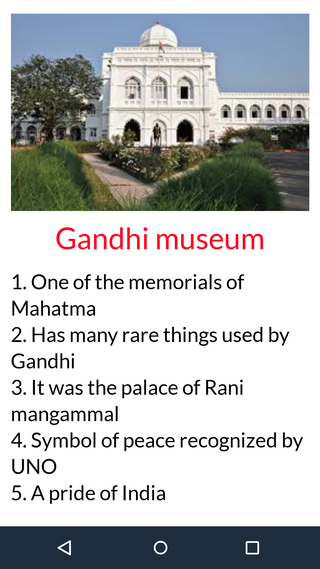 Gandhi museum
1. One of the memorials of
Mahatma
2. Has many rare things used by
Gandhi
3. It was the palace of Rani
mangammal
4. Symbol of peace recognized by
UNO
5. A pride of India